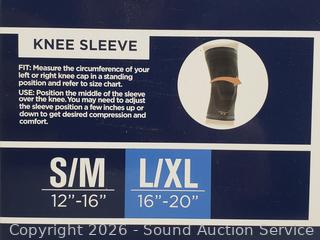 KNEE SLEEVE
FIT: Measure the circumference of your
left or right knee cap in a standing
position and refer to size chart.
USE: Position the middle of the sleeve
over the knee. You may need to adjust
the sleeve position a few inches up or
down to get desired compression and
comfort.
S/M
12”-16”
L/XL
16”-20”
Copyright 2026 - Sound Auction Service